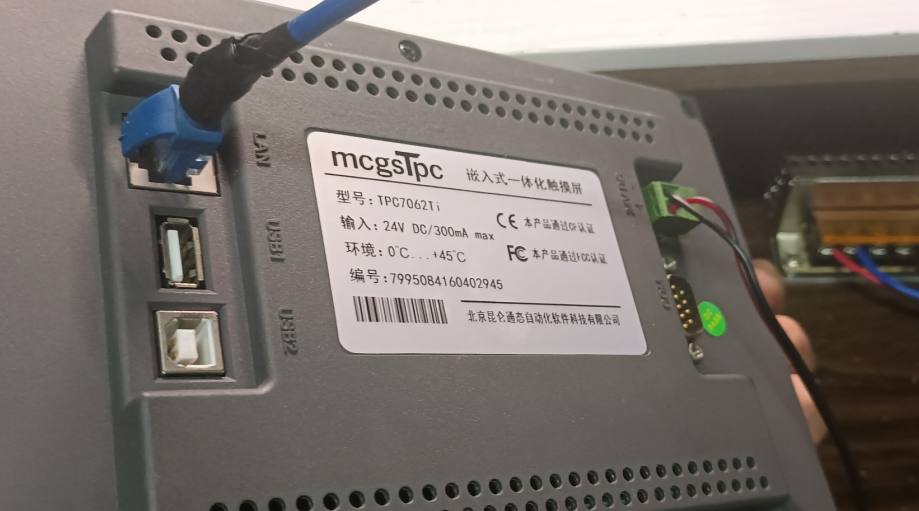 LAN
USB1
USB2
mcgsTpc 嵌入式一体化触摸屏
型号: TPC7062Ti
输入: 24V DC/300mA max
CE 本产品通过CE认证
环境: 0℃...+45℃
FC 本产品通过FCC认证
编号: 7995084160402945
北京昆仑通态自动化软件科技有限公司
24VDC